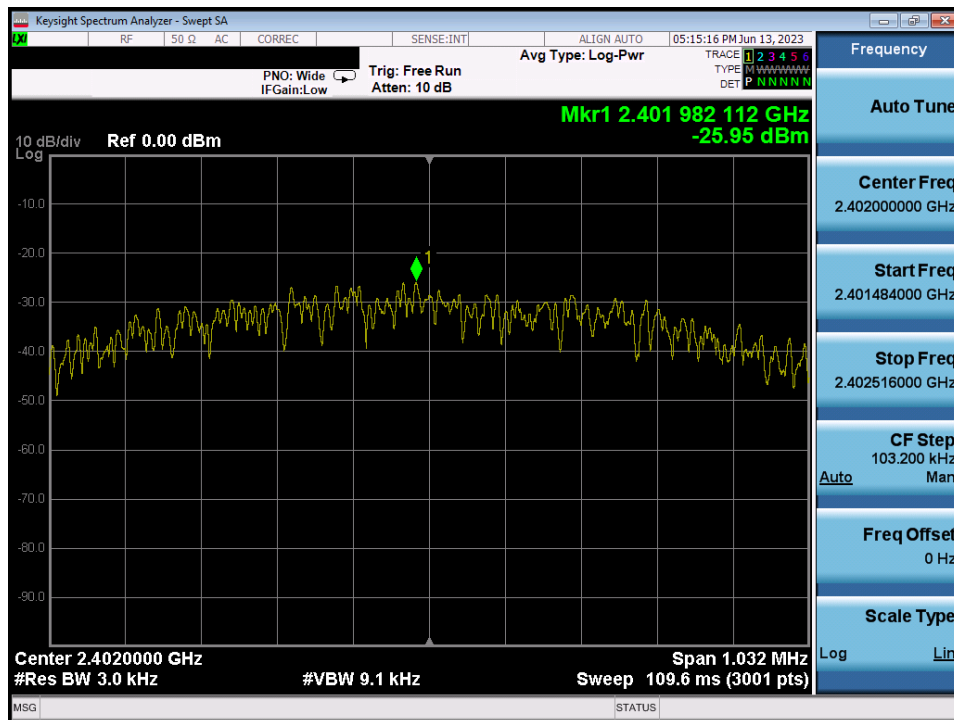 Keysight Spectrum Analyzer - Swept SA
LXI RF 50 Ω AC CORREC SENSE:INT ALIGN AUTO 05:15:16 PM Jun 13, 2023
PNO: Wide
IFGain:Low
Trig: Free Run
Atten: 10 dB
Avg Type: Log-Pwr
TRACE 1 2 3 4 5 6
TYPE M W W W W W
DET P N N N N N
Mkr1 2.401 982 112 GHz
-25.95 dBm
10 dB/div Ref 0.00 dBm
Log
-10.0
-20.0
-30.0
-40.0
-50.0
-60.0
-70.0
-80.0
-90.0
1
Center 2.4020000 GHz Span 1.032 MHz
#Res BW 3.0 kHz #VBW 9.1 kHz Sweep 109.6 ms (3001 pts)
MSG STATUS
Frequency
Auto Tune
Center Freq
2.402000000 GHz
Start Freq
2.401484000 GHz
Stop Freq
2.402516000 GHz
CF Step
103.200 kHz
Auto Man
Freq Offset
0 Hz
Scale Type
Log Lin